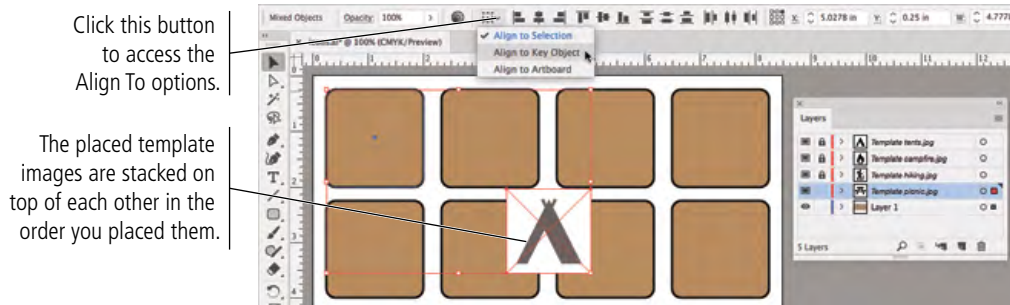 Click this button
to access the
Align To options.
The placed template
images are stacked on
top of each other in the
order you placed them.
Mixed Objects Opacity: 100% X: 5.0278 in Y: 0.25 in W:
@ 100% (CMYK/Preview)
Align to Selection
Align to Key Object
Align to Artboard
Layers
Template tents.jpg
Template campfire.jpg
Template hiking.jpg
Template picnic.jpg
Layer 1
5 Layers